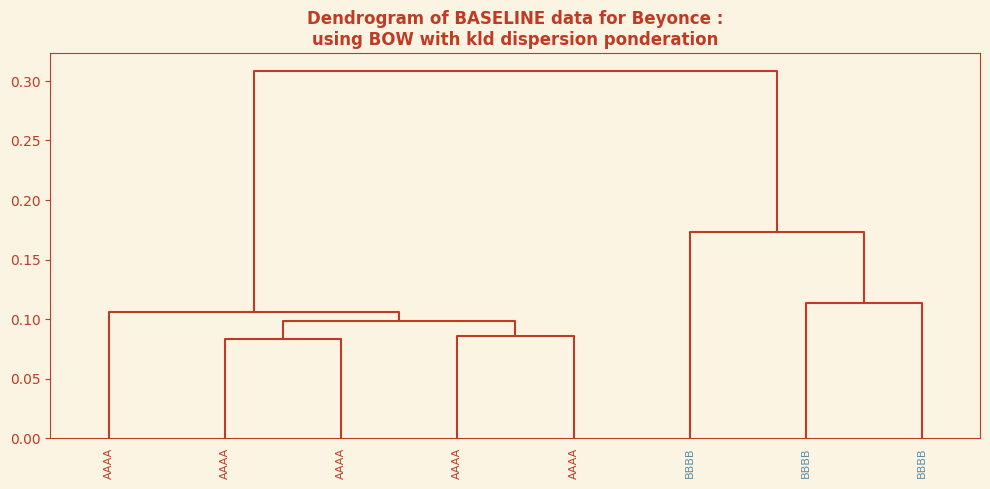 Dendrogram of BASELINE data for Beyonce :
using BOW with kld dispersion ponderation
0.30
0.25
0.20
0.15
0.10
0.05
0.00
AAAA
AAAA
AAAA
AAAA
AAAA
BBBB
BBBB
BBBB